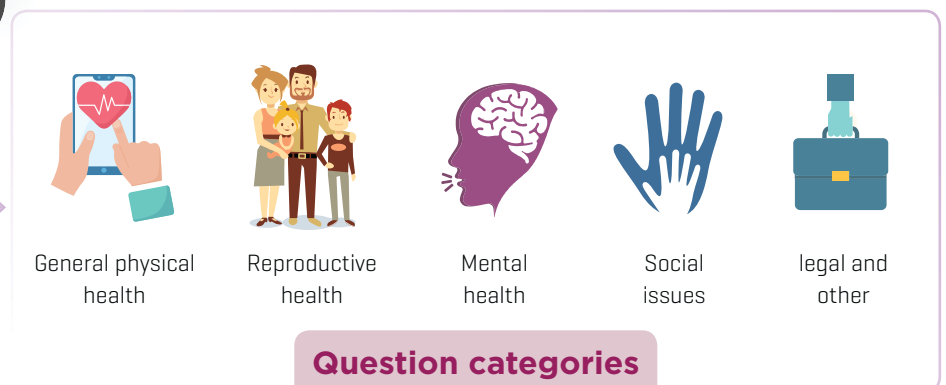 General physical
health
Reproductive
health
Mental
health
Social
issues
legal and
other
Question categories